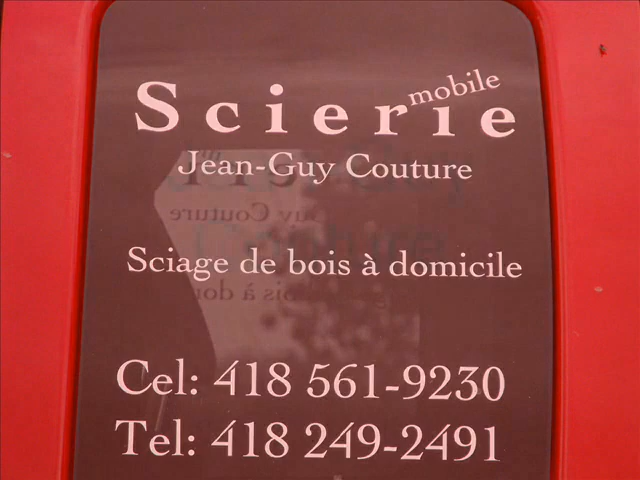 Scierie mobile
Jean-Guy Couture
Sciage de bois à domicile
Cel: 418 561-9230
Tel: 418 249-2491